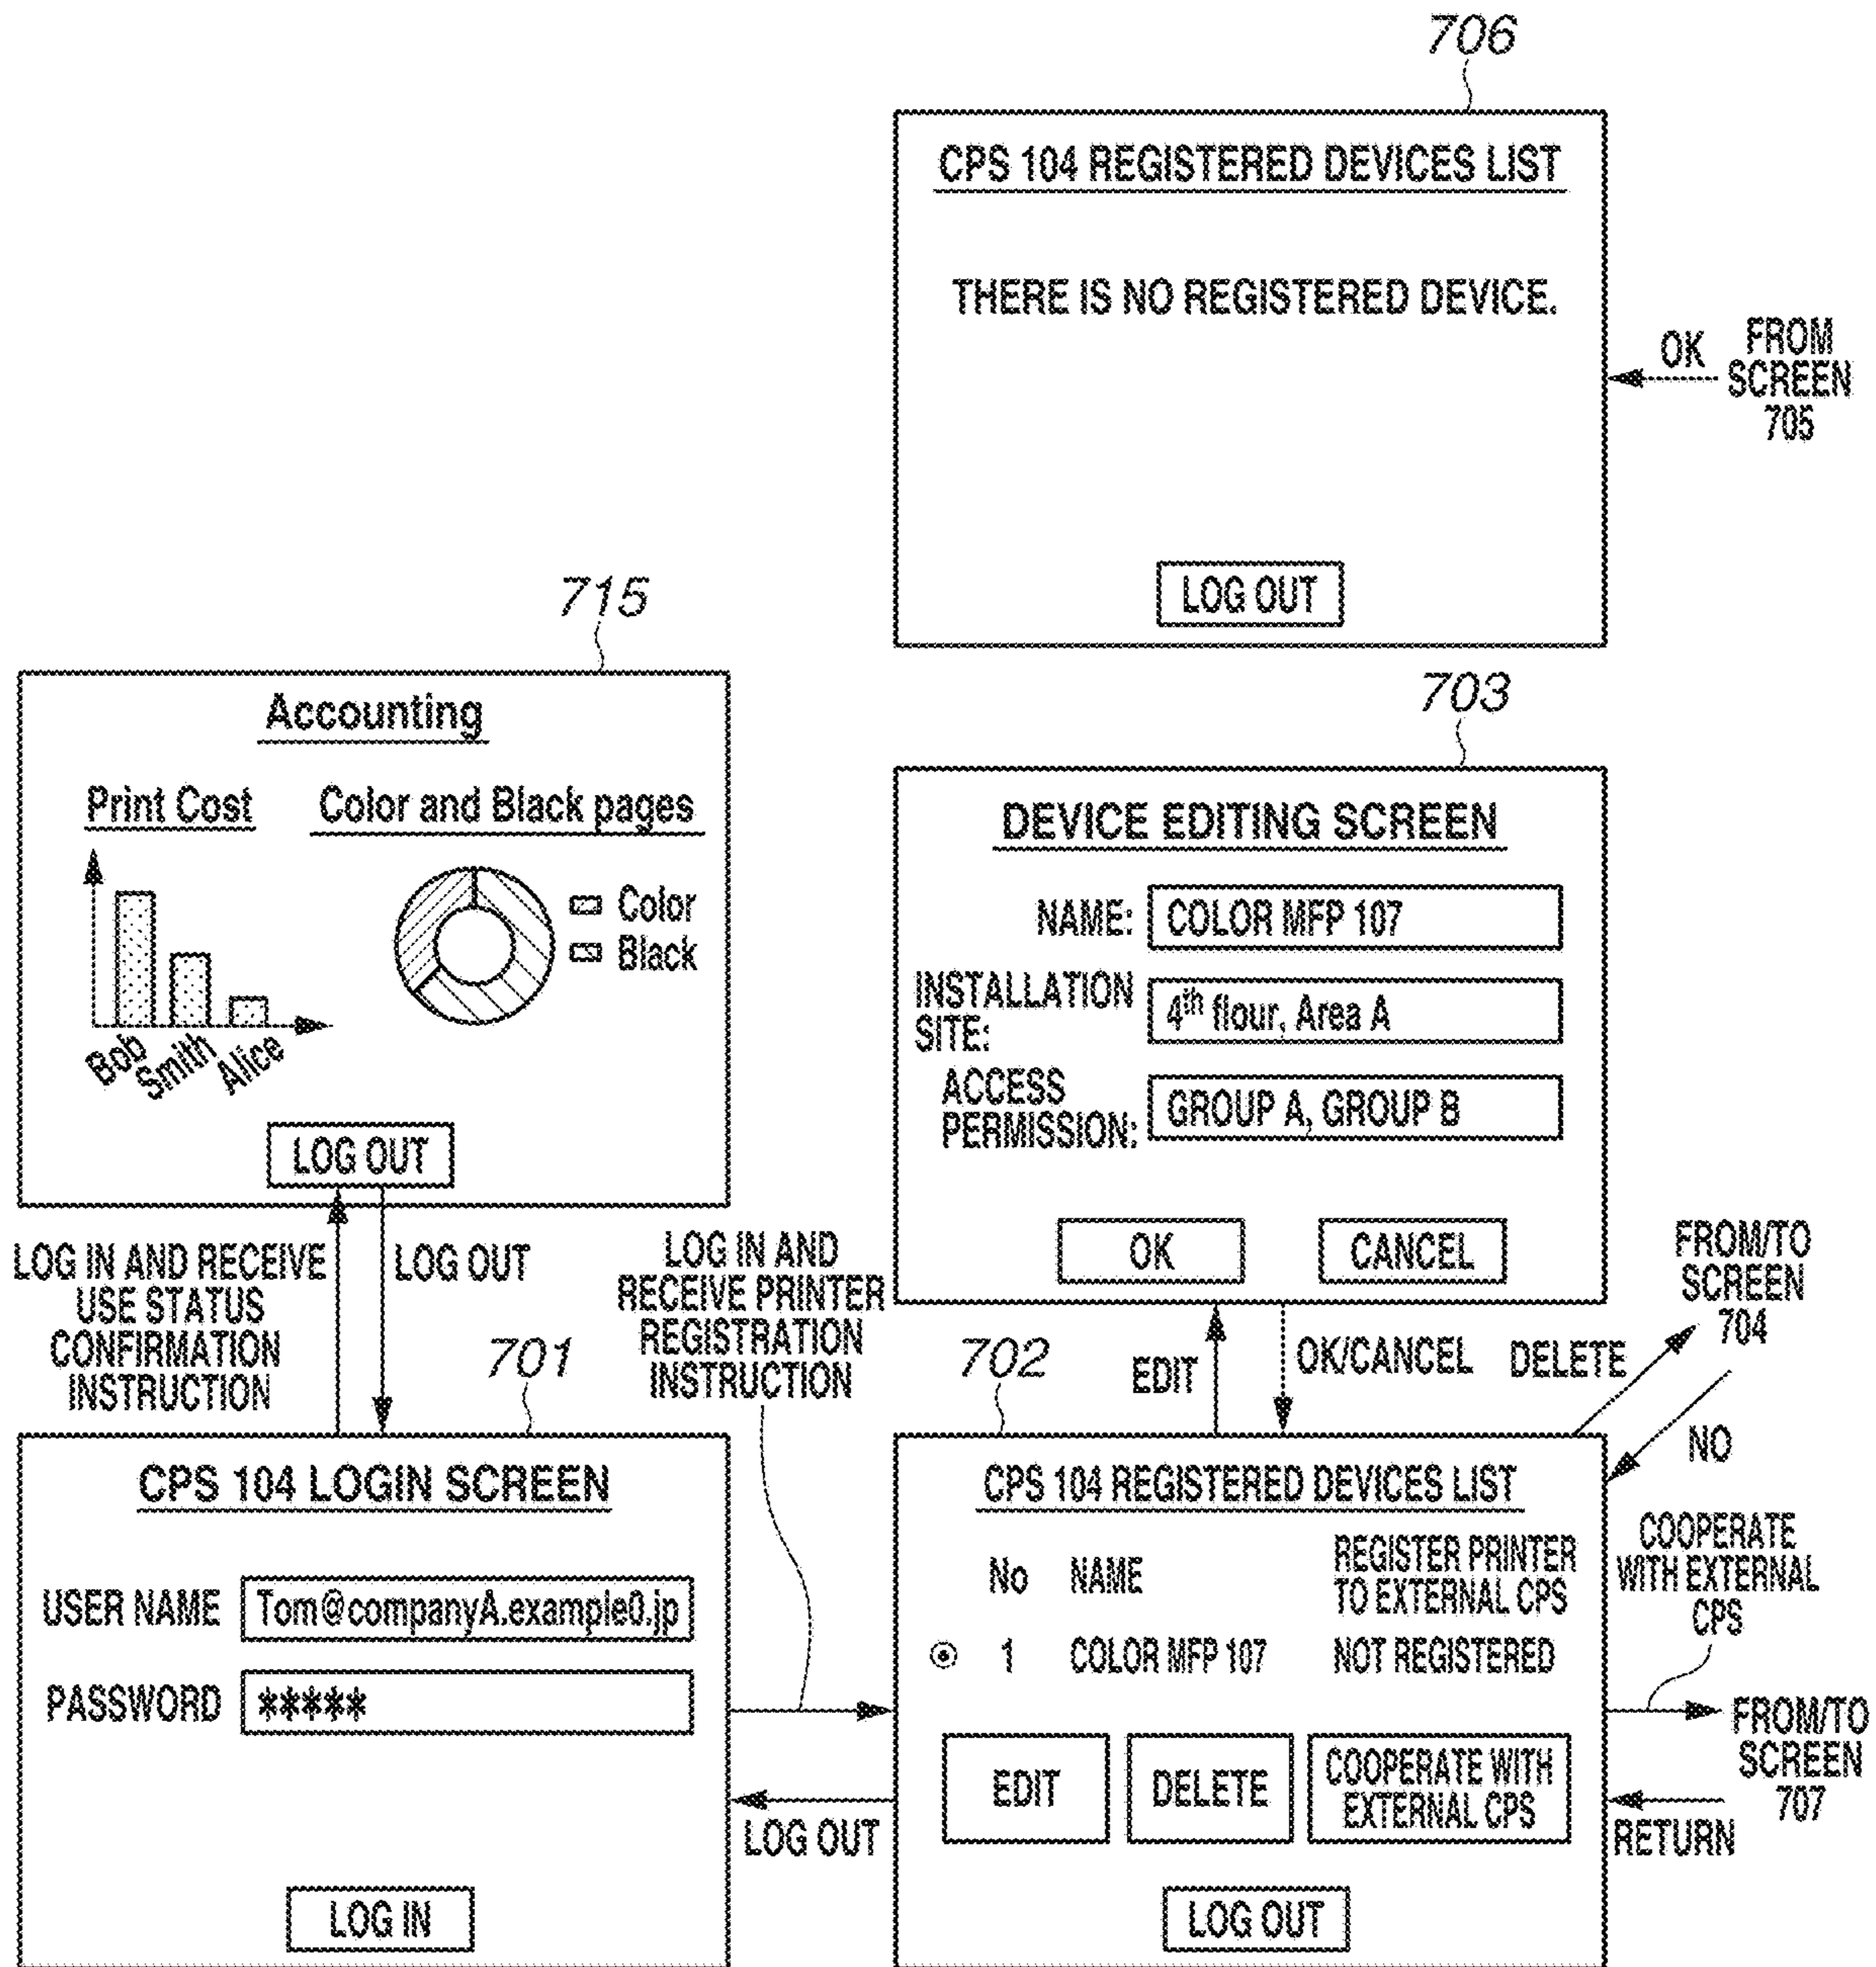 706
CPS 104 REGISTERED DEVICES LIST
THERE IS NO REGISTERED DEVICE.
LOG OUT
OK
FROM
SCREEN
705
715
Accounting
Print Cost
Color and Black pages
Color
Black
Bob
Smith
Alice
LOG OUT
703
DEVICE EDITING SCREEN
NAME:
COLOR MFP 107
INSTALLATION
SITE:
4th flour, Area A
ACCESS
PERMISSION:
GROUP A, GROUP B
OK
CANCEL
LOG IN AND RECEIVE
USE STATUS
CONFIRMATION
INSTRUCTION
LOG OUT
LOG IN AND
RECEIVE PRINTER
REGISTRATION
INSTRUCTION
EDIT
OK/CANCEL
DELETE
FROM/TO
SCREEN
704
NO
701
CPS 104 LOGIN SCREEN
USER NAME
Tom@companyA.example0.jp
PASSWORD
*****
LOG IN
LOG OUT
702
CPS 104 REGISTERED DEVICES LIST
No NAME
REGISTER PRINTER
TO EXTERNAL CPS
1 COLOR MFP 107 NOT REGISTERED
EDIT
DELETE
COOPERATE WITH
EXTERNAL CPS
LOG OUT
COOPERATE
WITH EXTERNAL
CPS
FROM/TO
SCREEN
707
RETURN